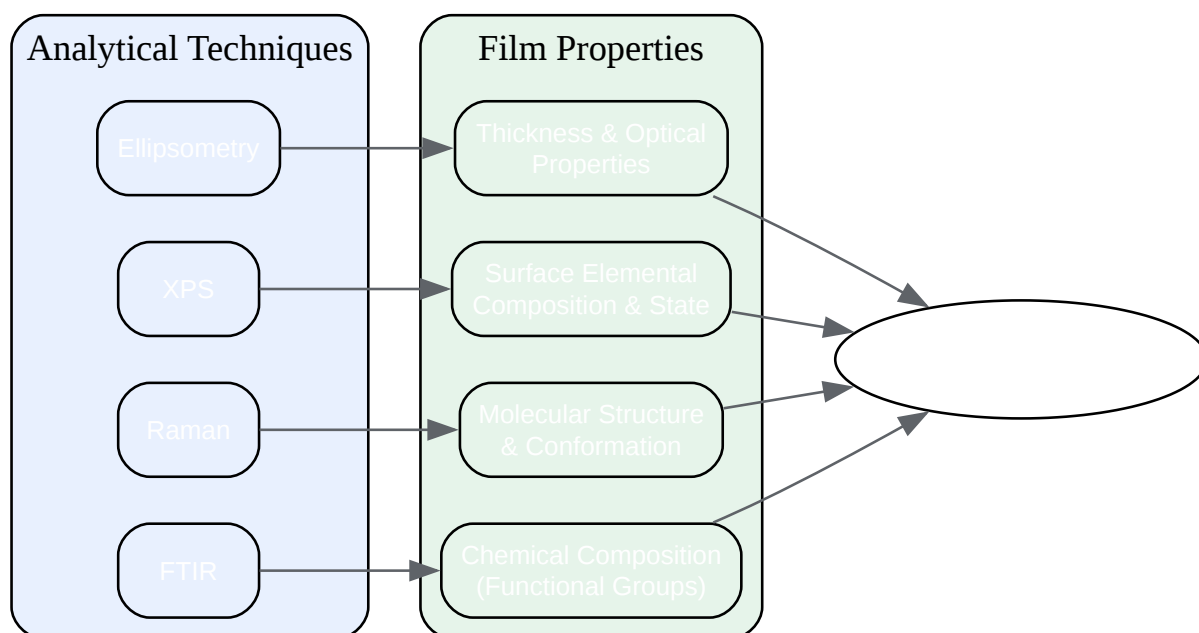 Analytical Techniques
Film Properties
Ellipsometry
Thickness & Optical
Properties
XPS
Surface Elemental
Composition & State
Raman
Molecular Structure
& Conformation
FTIR
Chemical Composition
(Functional Groups)